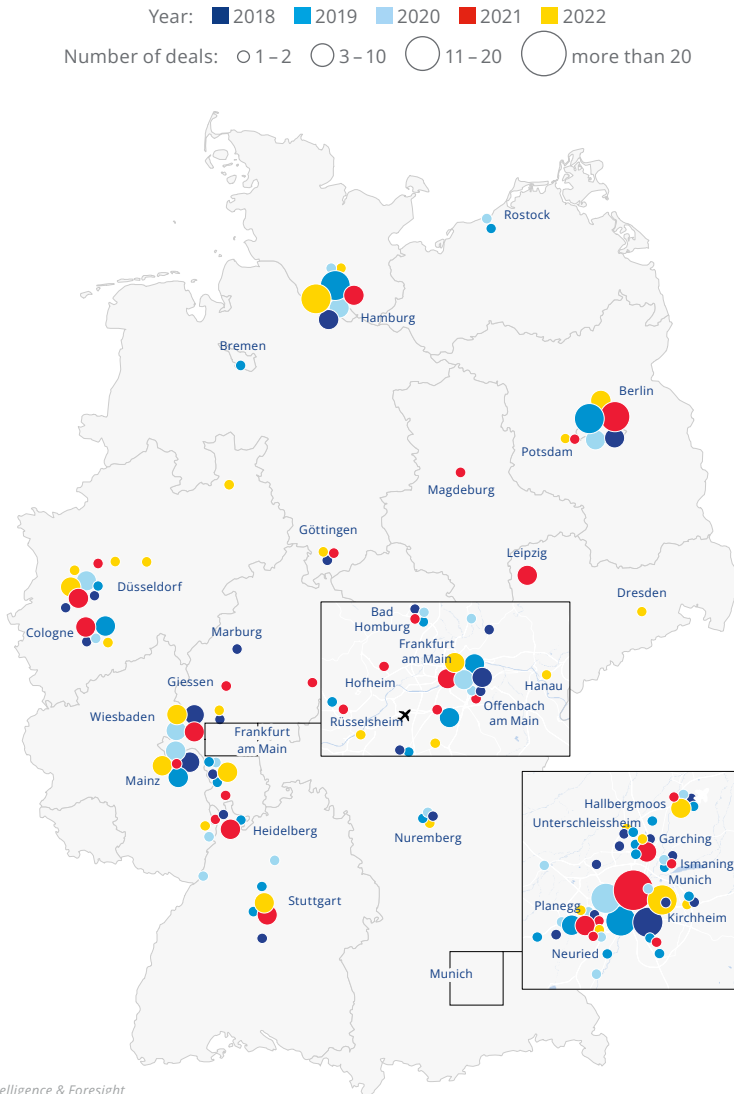 Year: 2018 2019 2020 2021 2022
Number of deals: 1 – 2 3 – 10 11 – 20 more than 20
Rostock
Hamburg
Bremen
Berlin
Potsdam
Magdeburg
Göttingen
Leipzig
Düsseldorf
Dresden
Cologne
Marburg
Bad
Homburg
Frankfurt
am Main
Giessen
Hofheim
Hanau
Offenbach
am Main
Rüsselsheim
Wiesbaden
Frankfurt
am Main
Mainz
Heidelberg
Nuremberg
Hallbergmoos
Unterschleissheim
Garching
Ismaning
Munich
Planegg
Kirchheim
Neuried
Stuttgart
Munich
elligence & Foresight